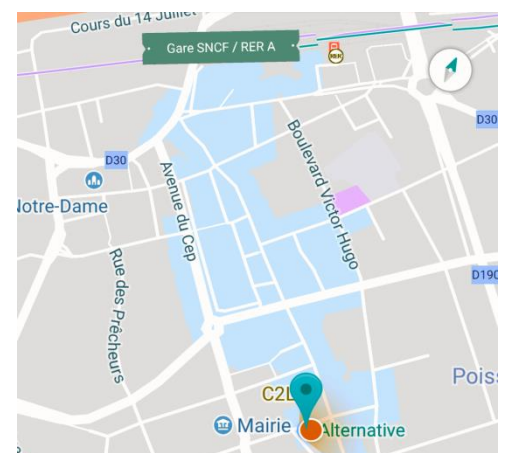 Cours du 14 Juillet
Gare SNCF / RER A
RER
D30
D30
Notre-Dame
Avenue du Cep
Boulevard Victor Hugo
Rue des Prêcheurs
D190
Poiss
C2L
Mairie
Alternative